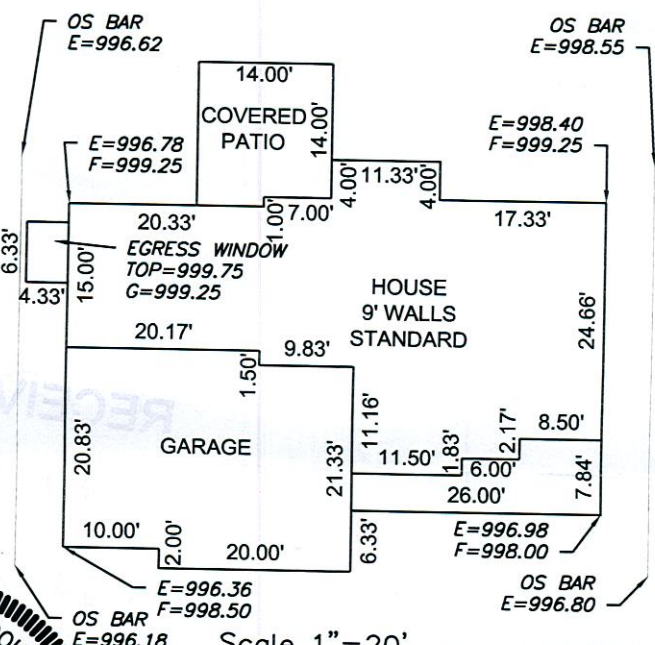 OS BAR
E=996.62
OS BAR
E=998.55
14.00'
COVERED
PATIO
14.00'
E=996.78
F=999.25
E=998.40
F=999.25
11.33'
4.00'
4.00'
20.33'
1.00'
7.00'
17.33'
6.33'
4.33'
15.00'
EGRESS WINDOW
TOP=999.75
G=999.25
HOUSE
9' WALLS
STANDARD
24.66'
20.17'
1.50'
9.83'
RECEIV
GARAGE
20.83'
21.33'
11.16'
11.50'
1.83'
6.00'
2.17'
8.50'
7.84'
26.00'
6.33'
10.00'
2.00'
20.00'
E=996.98
F=998.00
E=996.36
F=998.50
OS BAR
E=996.80
OS BAR
E=996.18
Scale 1"=20'